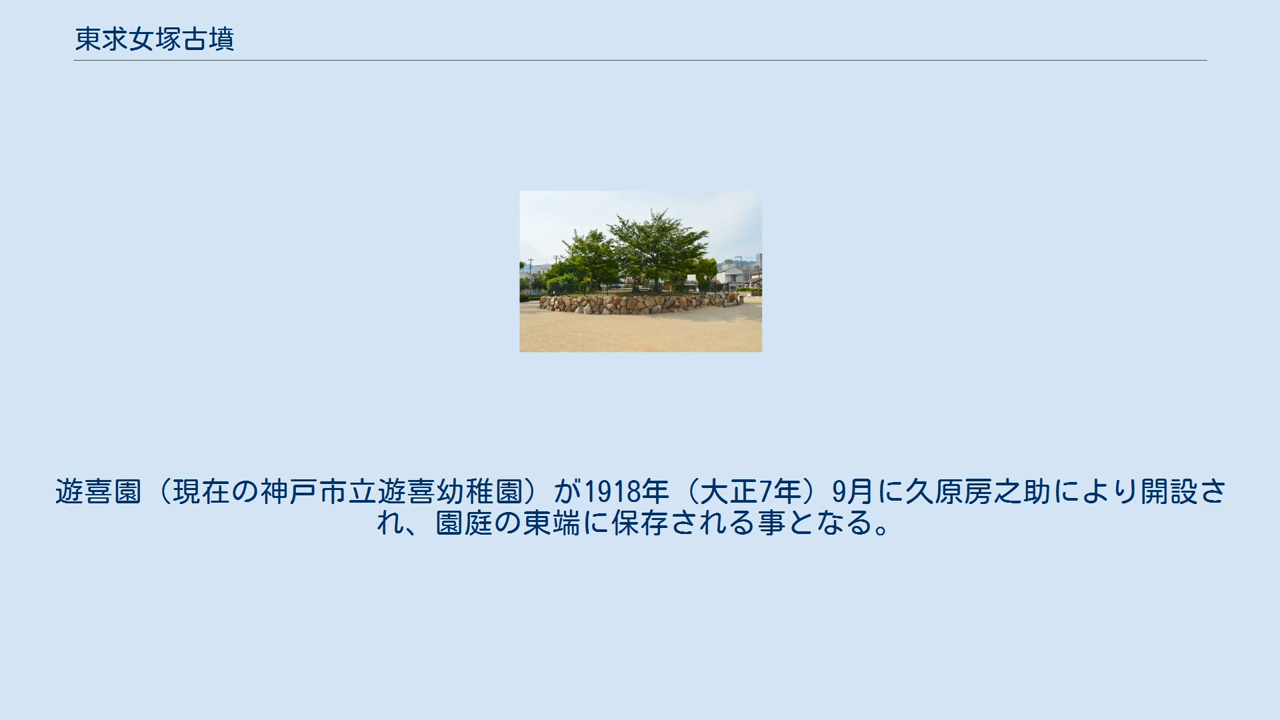 東求女塚古墳
遊喜園（現在の神戸市立遊喜幼稚園）が1918年（大正7年）9月に久原房之助により開設さ
れ、園庭の東端に保存される事となる。